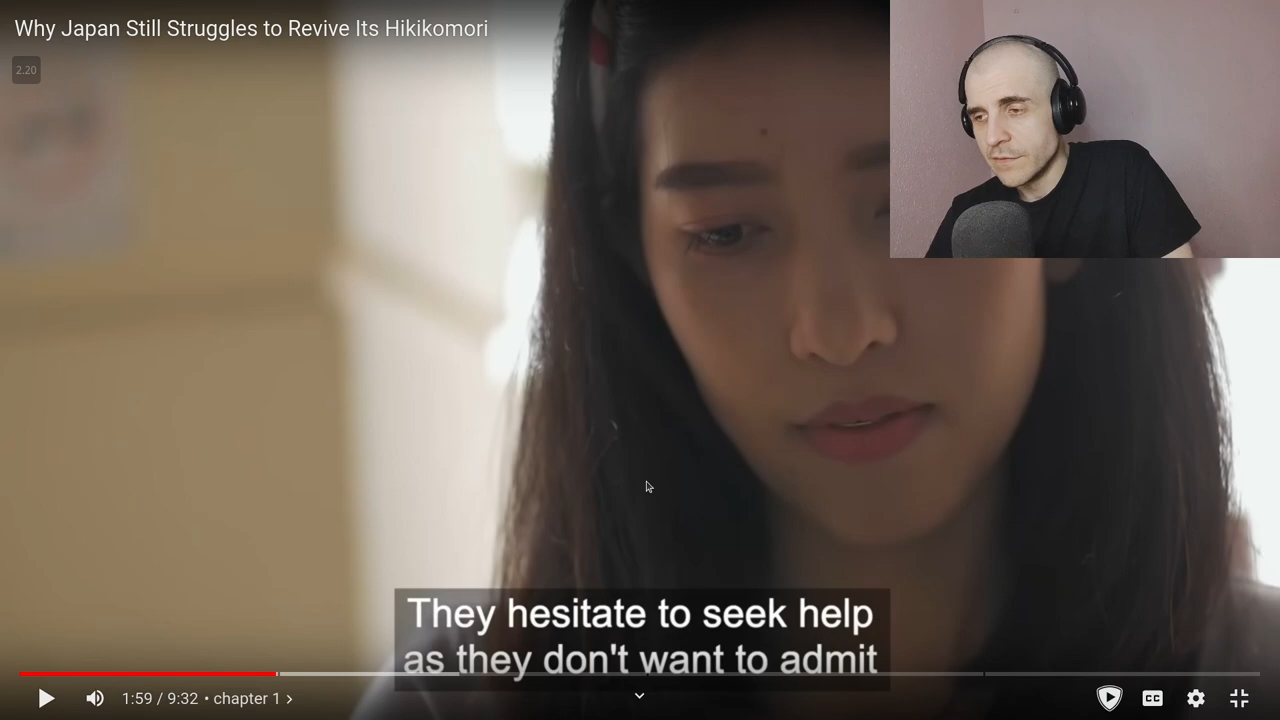 Why Japan Still Struggles to Revive Its Hikikomori
2.20
They hesitate to seek help
as they don't want to admit
1:59 / 9:32 • chapter 1
CC